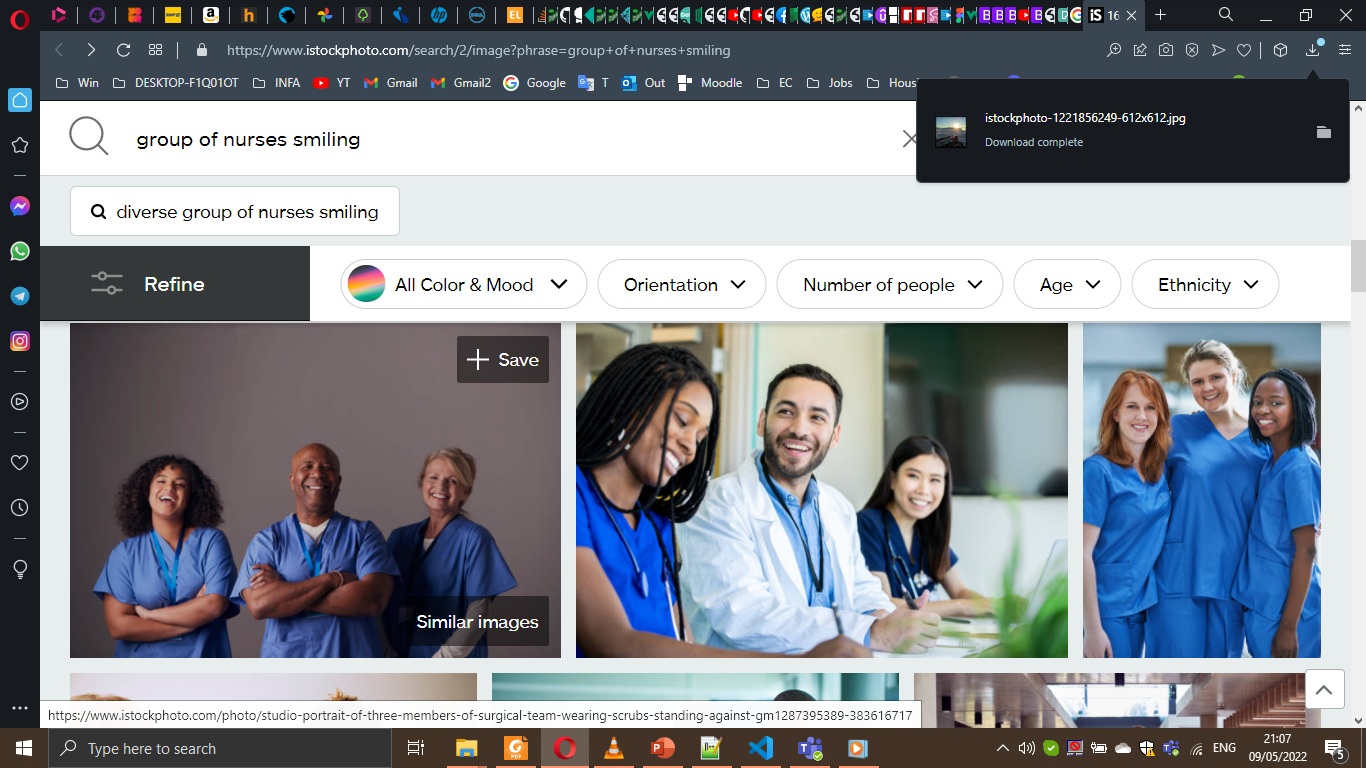 EL
iS 16
https://www.istockphoto.com/search/2/image?phrase=group+of+nurses+smiling
Win DESKTOP-F1Q01OT INFA YT Gmail Gmail2 Google T Out Moodle EC Jobs
istockphoto-1221856249-612x612.jpg
Download complete
group of nurses smiling
diverse group of nurses smiling
Refine
All Color & Mood
Orientation
Number of people
Age
Ethnicity
Save
Similar images
https://www.istockphoto.com/photo/studio-portrait-of-three-members-of-surgical-team-wearing-scrubs-standing-against-gm1287395389-383616717
Type here to search
ENG
21:07
09/05/2022
5